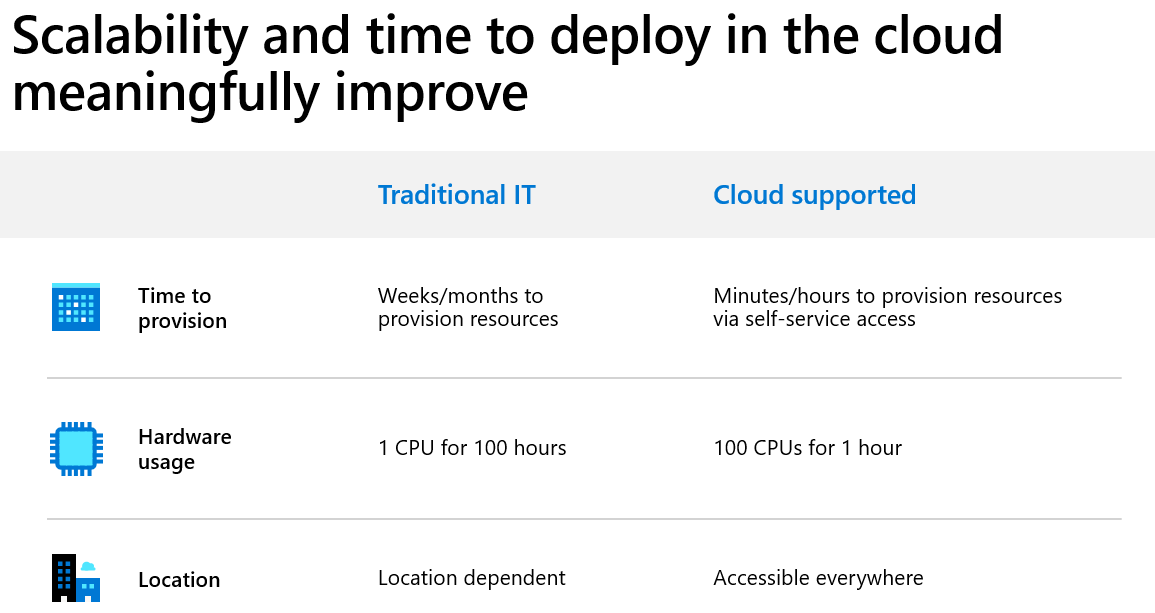 Scalability and time to deploy in the cloud
meaningfully improve
Traditional IT
Cloud supported
Time to
provision
Weeks/months to
provision resources
Minutes/hours to provision resources
via self-service access
Hardware
usage
1 CPU for 100 hours
100 CPUs for 1 hour
Location
Location dependent
Accessible everywhere